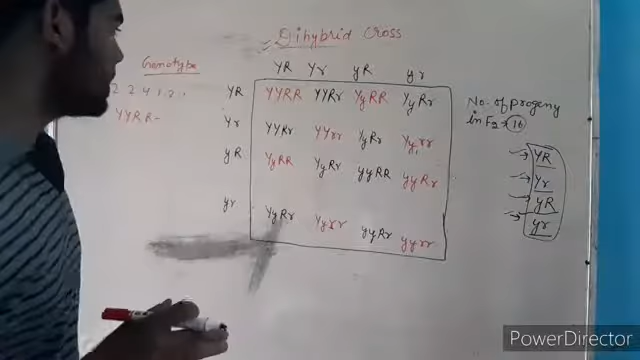 Dihybrid Cross
Genotype
YR Yr yR yr
2 2 4 1 2 1
YYRR-
YR YYRR YYRr YyRR YyRr
Yr YYRr YYrr YyRr Yyrr
yR YyRR YyRr yyRR yyRr
yr YyRr Yyrr yyRr yyrr
No. of progeny
in F2 = 16
YR
Yr
yR
yr
PowerDirector